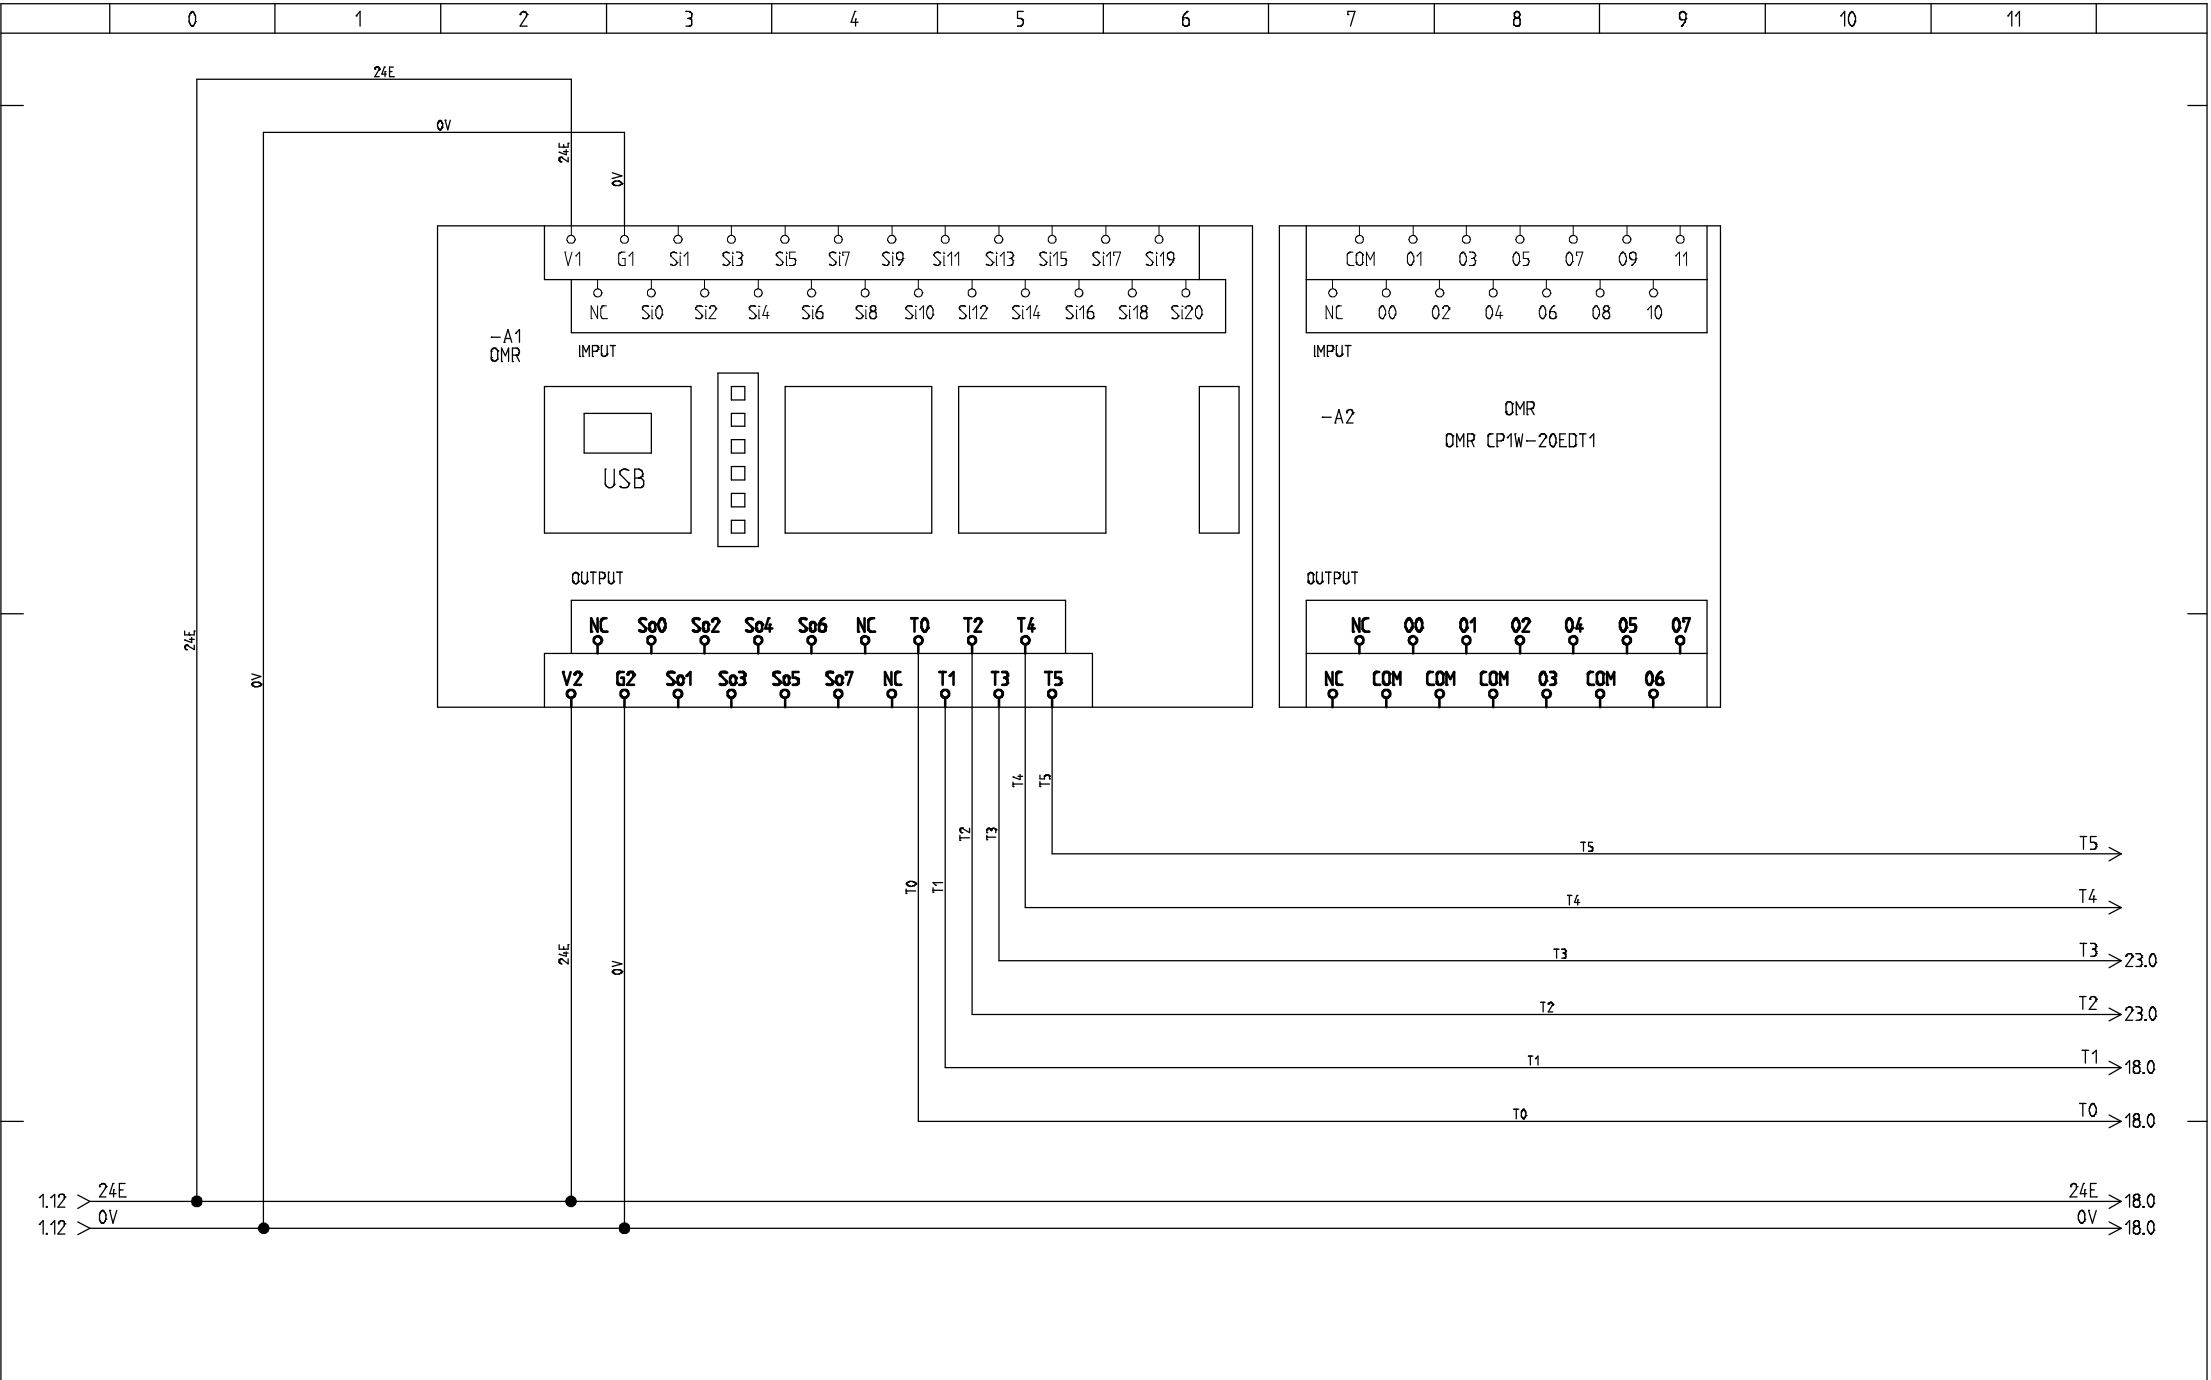 0 1 2 3 4 5 6 7 8 9 10 11
24E
0V
24E
0V
V1 G1 Si1 Si3 Si5 Si7 Si9 Si11 Si13 Si15 Si17 Si19
COM 01 03 05 07 09 11
NC Si0 Si2 Si4 Si6 Si8 Si10 SI12 Si14 Si16 Si18 Si20
NC 00 02 04 06 08 10
-A1
OMR
IMPUT
IMPUT
-A2
OMR
OMR CP1W-20EDT1
USB
OUTPUT
OUTPUT
NC So0 So2 So4 So6 NC T0 T2 T4
NC 00 01 02 04 05 07
24E
0V
V2 G2 So1 So3 So5 So7 NC T1 T3 T5
NC COM COM COM 03 COM 06
T4
T5
T2
T3
T0
T1
T5
T5
T4
T4
24E
0V
T3
T3
23.0
T2
T2
23.0
T1
T1
18.0
T0
T0
18.0
1.12
24E
24E
18.0
1.12
0V
0V
18.0